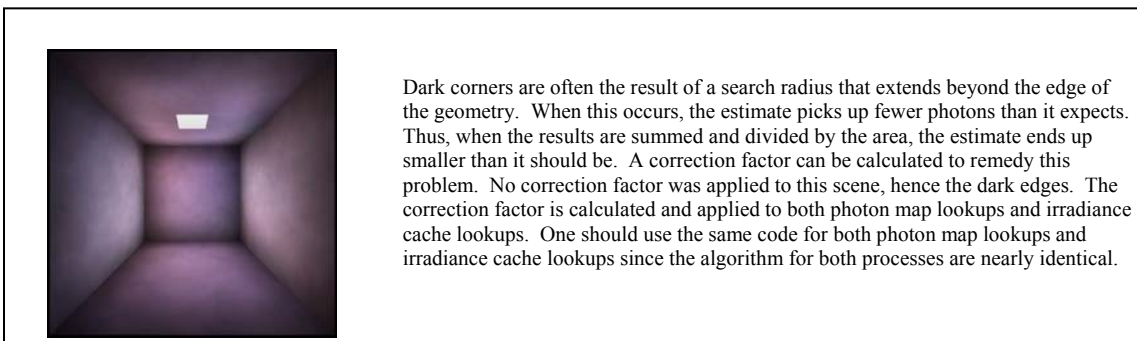 Dark corners are often the result of a search radius that extends beyond the edge of
the geometry.  When this occurs, the estimate picks up fewer photons than it expects.
Thus, when the results are summed and divided by the area, the estimate ends up
smaller than it should be.  A correction factor can be calculated to remedy this
problem.  No correction factor was applied to this scene, hence the dark edges.  The
correction factor is calculated and applied to both photon map lookups and irradiance
cache lookups.  One should use the same code for both photon map lookups and
irradiance cache lookups since the algorithm for both processes are nearly identical.